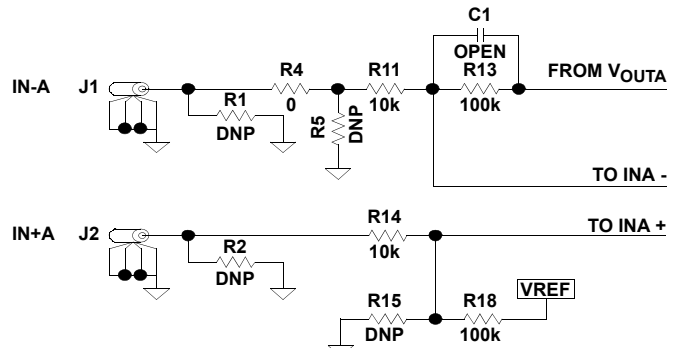 C1
OPEN
IN-A J1 R4 R11 R13 FROM VOUTA
0 10k 100k
R1
DNP
R5
DNP
TO INA -
IN+A J2 R14 TO INA +
10k
R2
DNP
R15 R18 VREF
DNP 100k